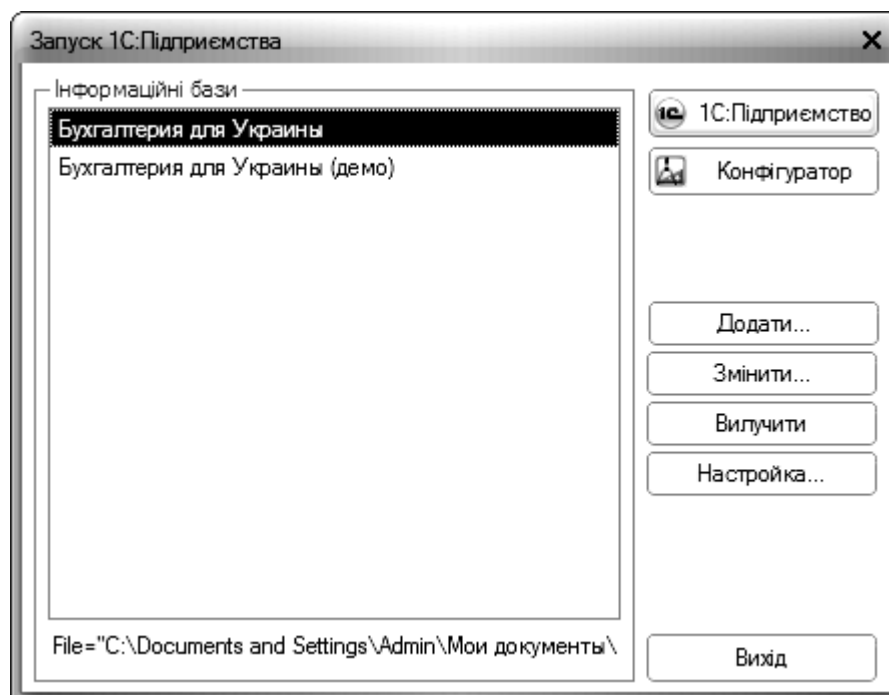 Запуск 1С:Підприємства
Інформаційні бази
Бухгалтерия для Украины
Бухгалтерия для Украины (демо)
File="C:\Documents and Settings\Admin\Мои документы\
1С:Підприємство
Конфігуратор
Додати...
Змінити...
Вилучити
Настройка...
Вихід